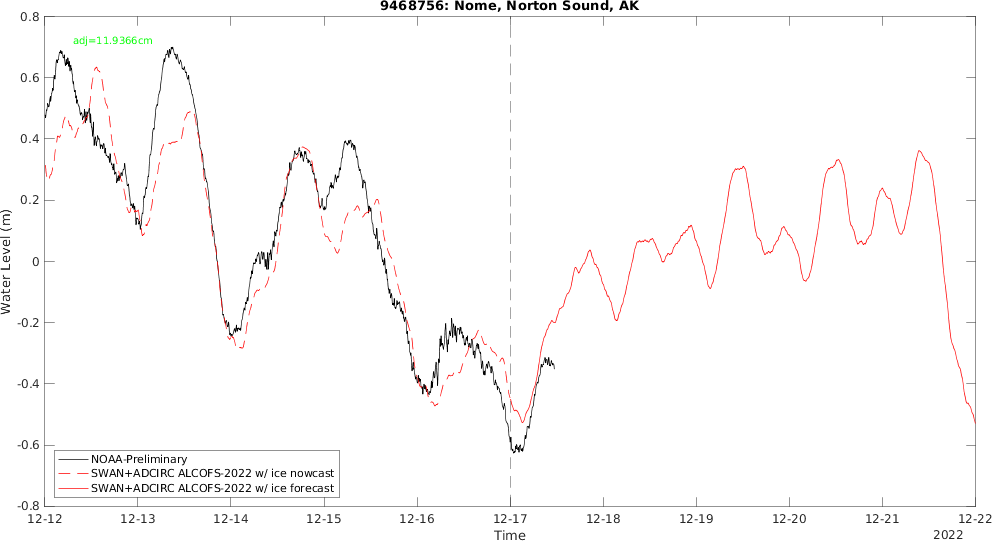 9468756: Nome, Norton Sound, AK
adj=11.9366cm
0.8
0.6
0.4
0.2
0
-0.2
-0.4
-0.6
-0.8
Water Level (m)
NOAA-Preliminary
SWAN+ADCIRC ALCOFS-2022 w/ ice nowcast
SWAN+ADCIRC ALCOFS-2022 w/ ice forecast
12-12 12-13 12-14 12-15 12-16 12-17 12-18 12-19 12-20 12-21 12-22
Time
2022